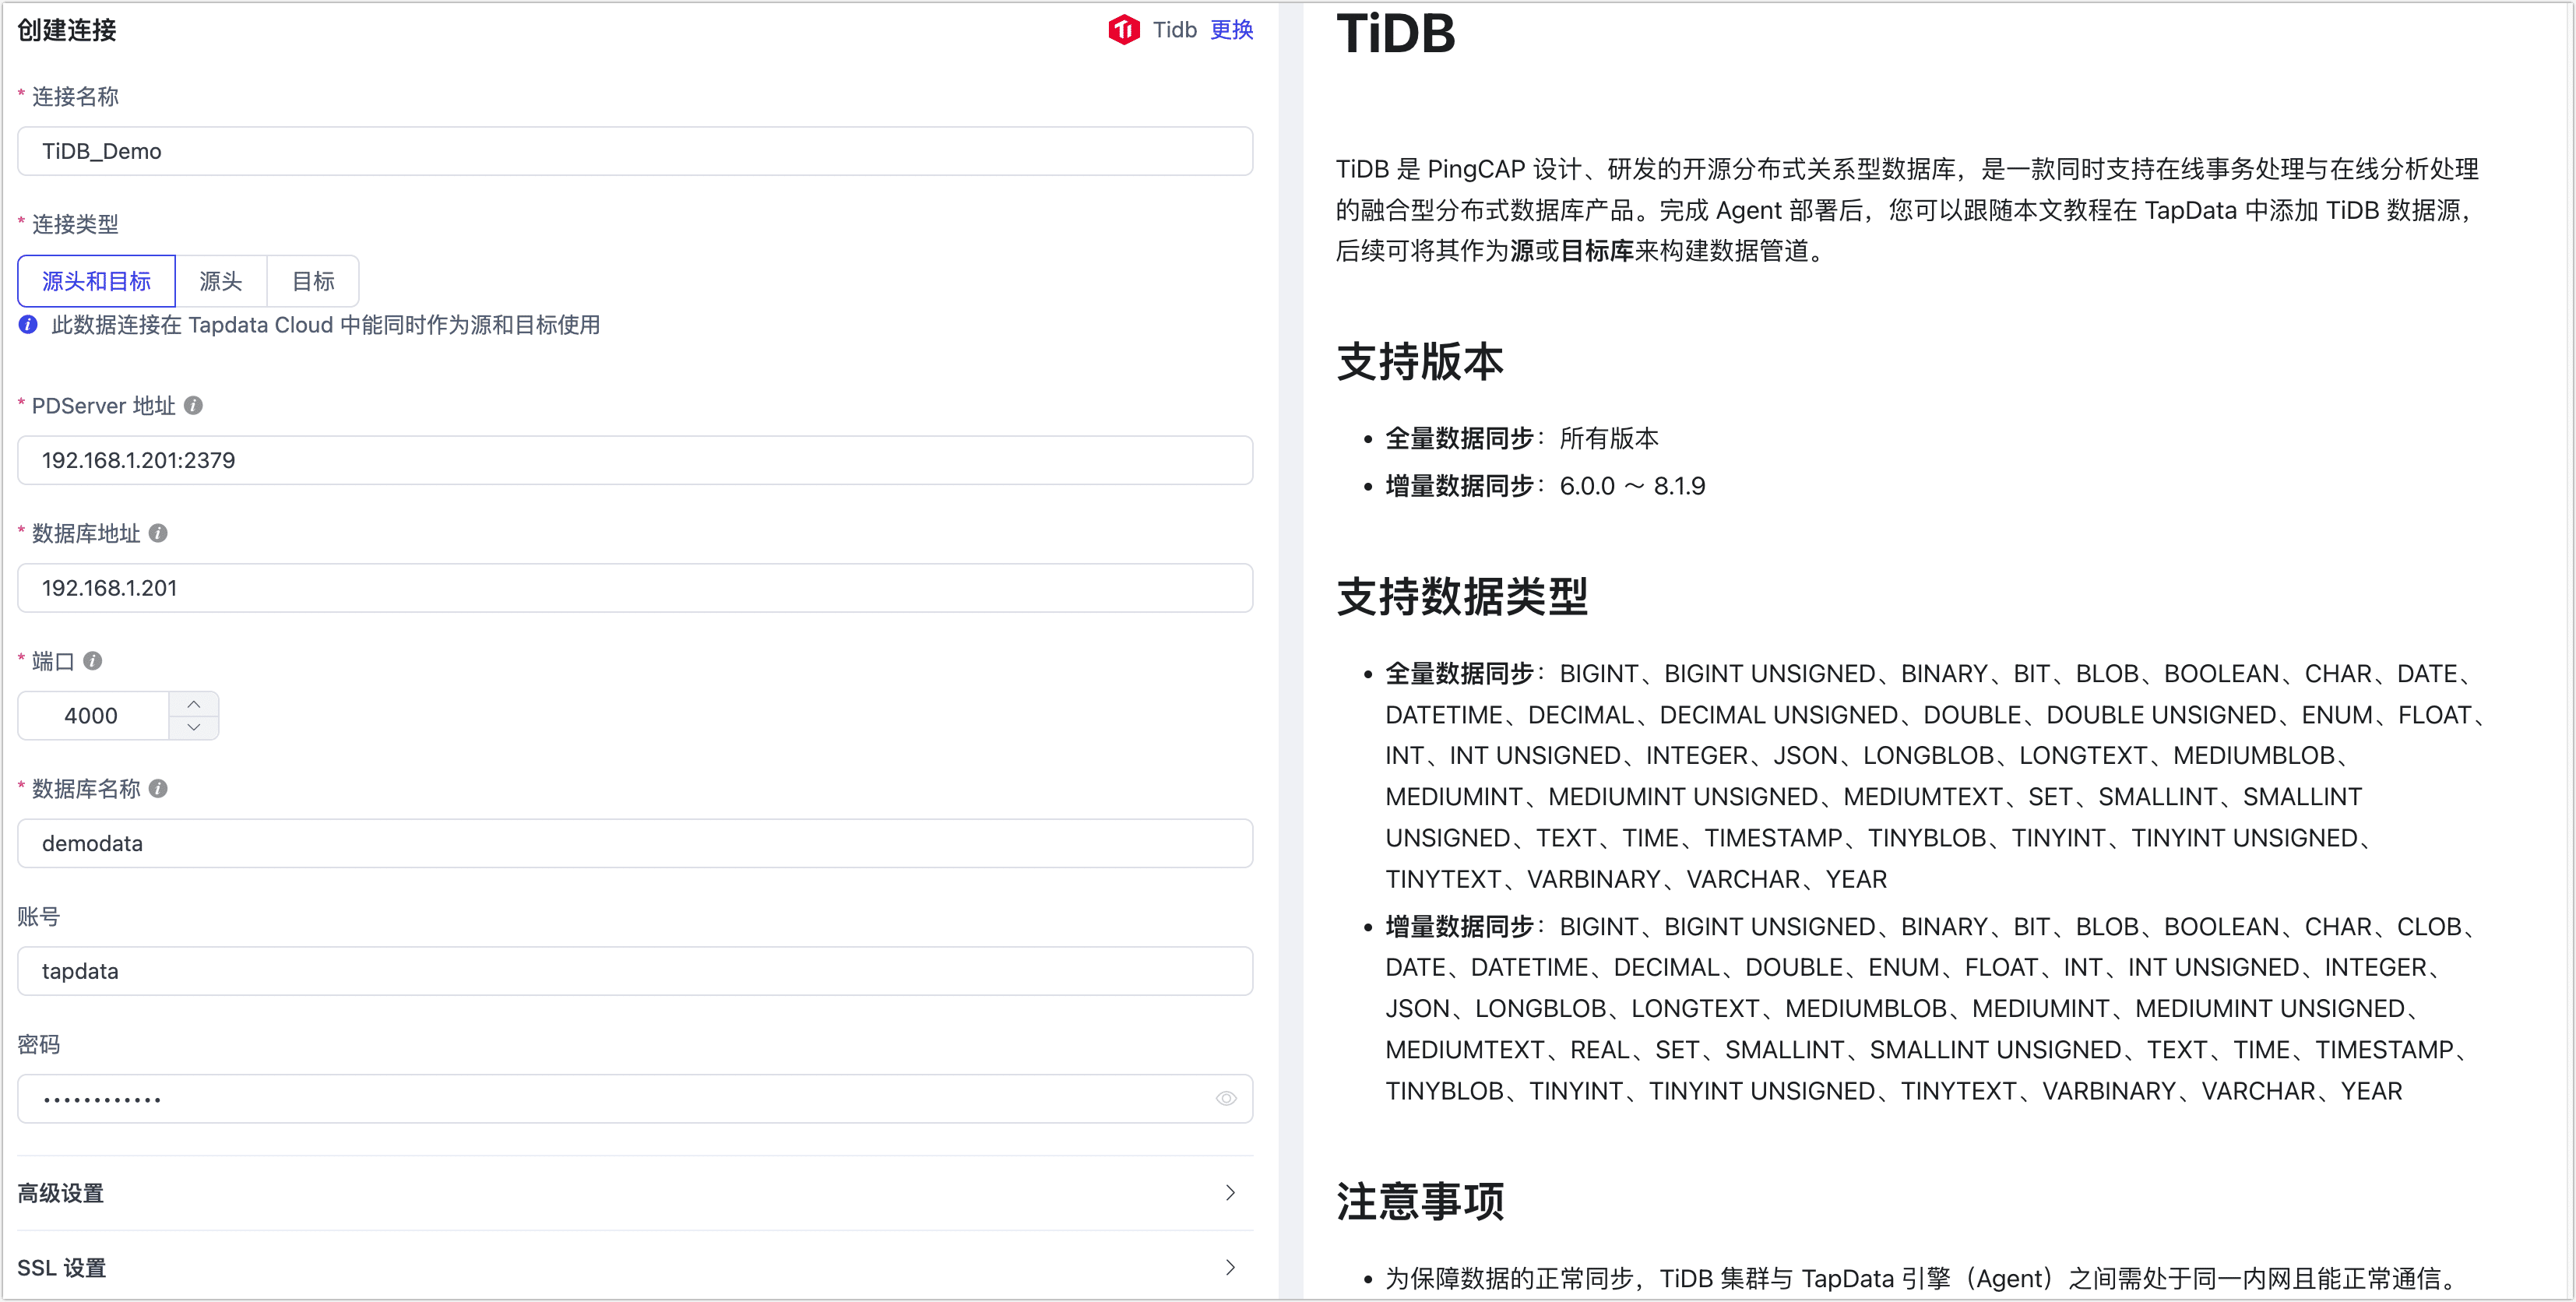 创建连接
Tidb 更换
* 连接名称
TiDB_Demo
* 连接类型
源头和目标 源头 目标
此数据连接在 Tapdata Cloud 中能同时作为源和目标使用
* PDServer 地址
192.168.1.201:2379
* 数据库地址
192.168.1.201
* 端口
4000
* 数据库名称
demodata
账号
tapdata
密码
••••••••••••
高级设置
SSL 设置
TiDB
TiDB 是 PingCAP 设计、研发的开源分布式关系型数据库，是一款同时支持在线事务处理与在线分析处理
的融合型分布式数据库产品。完成 Agent 部署后，您可以跟随本文教程在 TapData 中添加 TiDB 数据源，
后续可将其作为源或目标库来构建数据管道。
支持版本
• 全量数据同步：所有版本
• 增量数据同步：6.0.0 ～ 8.1.9
支持数据类型
• 全量数据同步：BIGINT、BIGINT UNSIGNED、BINARY、BIT、BLOB、BOOLEAN、CHAR、DATE、
DATETIME、DECIMAL、DECIMAL UNSIGNED、DOUBLE、DOUBLE UNSIGNED、ENUM、FLOAT、
INT、INT UNSIGNED、INTEGER、JSON、LONGBLOB、LONGTEXT、MEDIUMBLOB、
MEDIUMINT、MEDIUMINT UNSIGNED、MEDIUMTEXT、SET、SMALLINT、SMALLINT
UNSIGNED、TEXT、TIME、TIMESTAMP、TINYBLOB、TINYINT、TINYINT UNSIGNED、
TINYTEXT、VARBINARY、VARCHAR、YEAR
• 增量数据同步：BIGINT、BIGINT UNSIGNED、BINARY、BIT、BLOB、BOOLEAN、CHAR、CLOB、
DATE、DATETIME、DECIMAL、DOUBLE、ENUM、FLOAT、INT、INT UNSIGNED、INTEGER、
JSON、LONGBLOB、LONGTEXT、MEDIUMBLOB、MEDIUMINT、MEDIUMINT UNSIGNED、
MEDIUMTEXT、REAL、SET、SMALLINT、SMALLINT UNSIGNED、TEXT、TIME、TIMESTAMP、
TINYBLOB、TINYINT、TINYINT UNSIGNED、TINYTEXT、VARBINARY、VARCHAR、YEAR
注意事项
• 为保障数据的正常同步，TiDB 集群与 TapData 引擎（Agent）之间需处于同一内网且能正常通信。